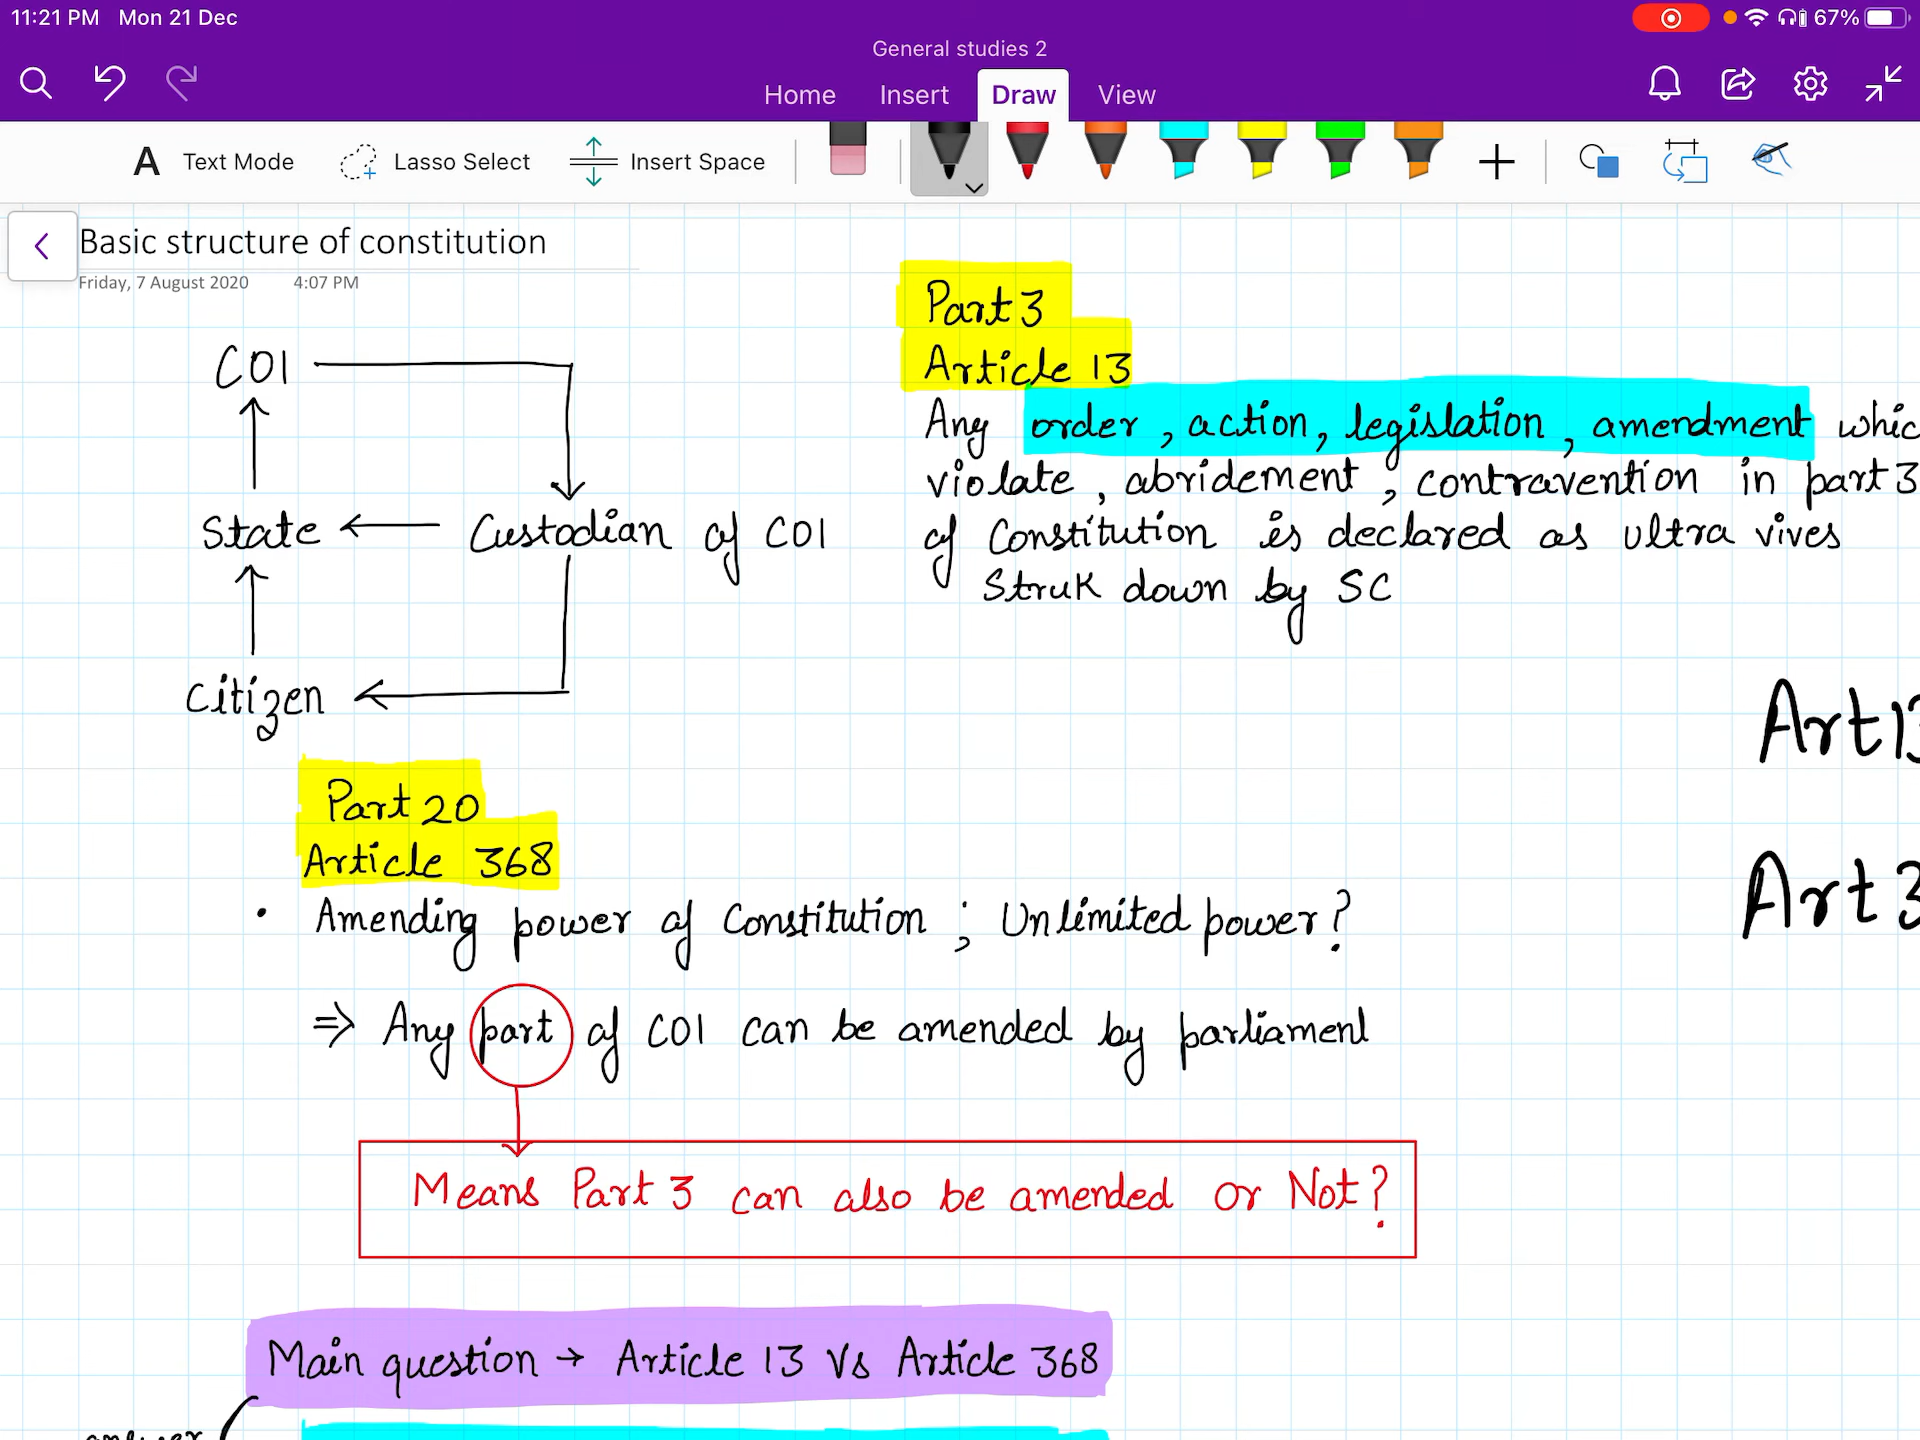 11:21 PM Mon 21 Dec
67%
General studies 2
Home Insert Draw View
A Text Mode Lasso Select Insert Space
Basic structure of constitution
Friday, 7 August 2020 4:07 PM
Part 3
Article 13
Any order, action, legislation, amendment whic
violate, abridement, contravention in part 3
of Constitution is declared as ultra vives
Struk down by SC
COI
State ← Custodian of COI
Citizen
Art 13
Art 3
Part 20
Article 368
• Amending power of Constitution ; Unlimited power?
⇒ Any part of COI can be amended by parliament
Means Part 3 can also be amended or Not?
Main question → Article 13 Vs Article 368